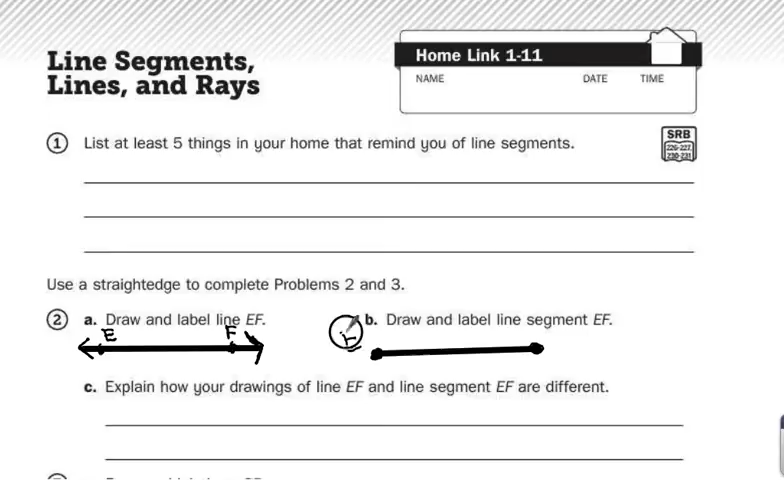 Line Segments,
Lines, and Rays
Home Link 1-11
NAME DATE TIME
SRB
226-227
230-231
① List at least 5 things in your home that remind you of line segments.
Use a straightedge to complete Problems 2 and 3.
② a. Draw and label line EF.
b. Draw and label line segment EF.
E F
c. Explain how your drawings of line EF and line segment EF are different.